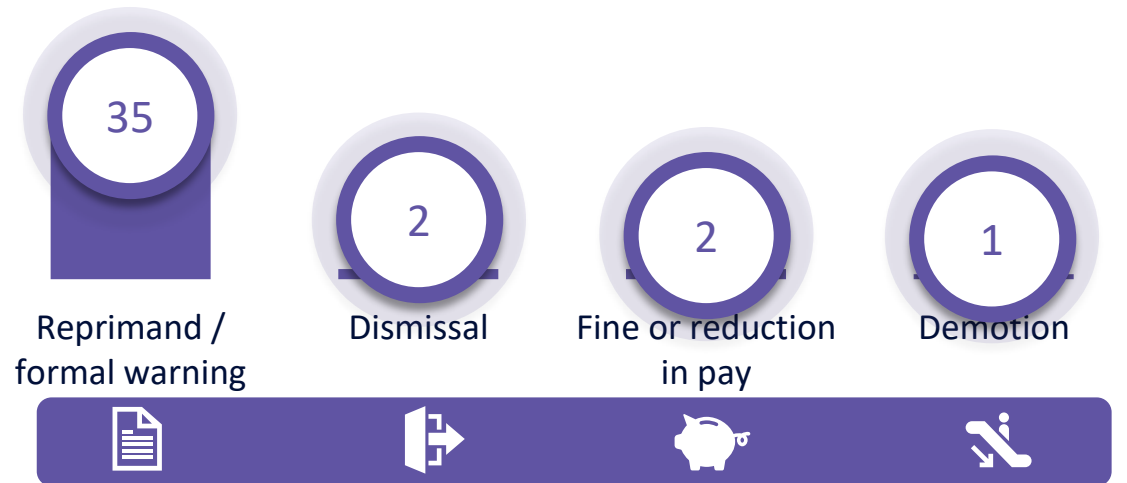 35
2
2
1
Reprimand /
formal warning
Dismissal
Fine or reduction
in pay
Demotion